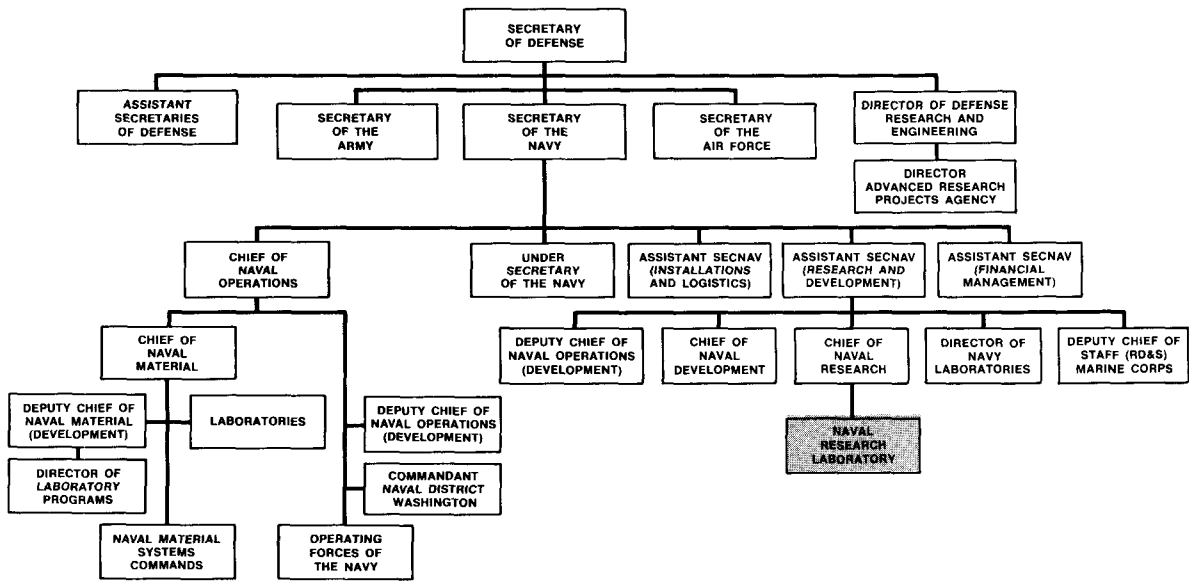 SECRETARY
OF DEFENSE
ASSISTANT
SECRETARIES
OF DEFENSE
SECRETARY
OF THE
ARMY
SECRETARY
OF THE
NAVY
SECRETARY
OF THE
AIR FORCE
DIRECTOR OF DEFENSE
RESEARCH AND
ENGINEERING
DIRECTOR
ADVANCED RESEARCH
PROJECTS AGENCY
CHIEF OF
NAVAL
OPERATIONS
UNDER
SECRETARY
OF THE NAVY
ASSISTANT SECNAV
(INSTALLATIONS
AND LOGISTICS)
ASSISTANT SECNAV
(RESEARCH AND
DEVELOPMENT)
ASSISTANT SECNAV
(FINANCIAL
MANAGEMENT)
CHIEF OF
NAVAL
MATERIAL
DEPUTY CHIEF OF
NAVAL OPERATIONS
(DEVELOPMENT)
CHIEF OF
NAVAL
DEVELOPMENT
CHIEF OF
NAVAL
RESEARCH
DIRECTOR OF
NAVY
LABORATORIES
DEPUTY CHIEF OF
STAFF (RD&S)
MARINE CORPS
DEPUTY CHIEF OF
NAVAL MATERIAL
(DEVELOPMENT)
LABORATORIES
DEPUTY CHIEF OF
NAVAL OPERATIONS
(DEVELOPMENT)
NAVAL
RESEARCH
LABORATORY
DIRECTOR OF
LABORATORY
PROGRAMS
COMMANDANT
NAVAL DISTRICT
WASHINGTON
NAVAL MATERIAL
SYSTEMS
COMMANDS
OPERATING
FORCES OF
THE NAVY